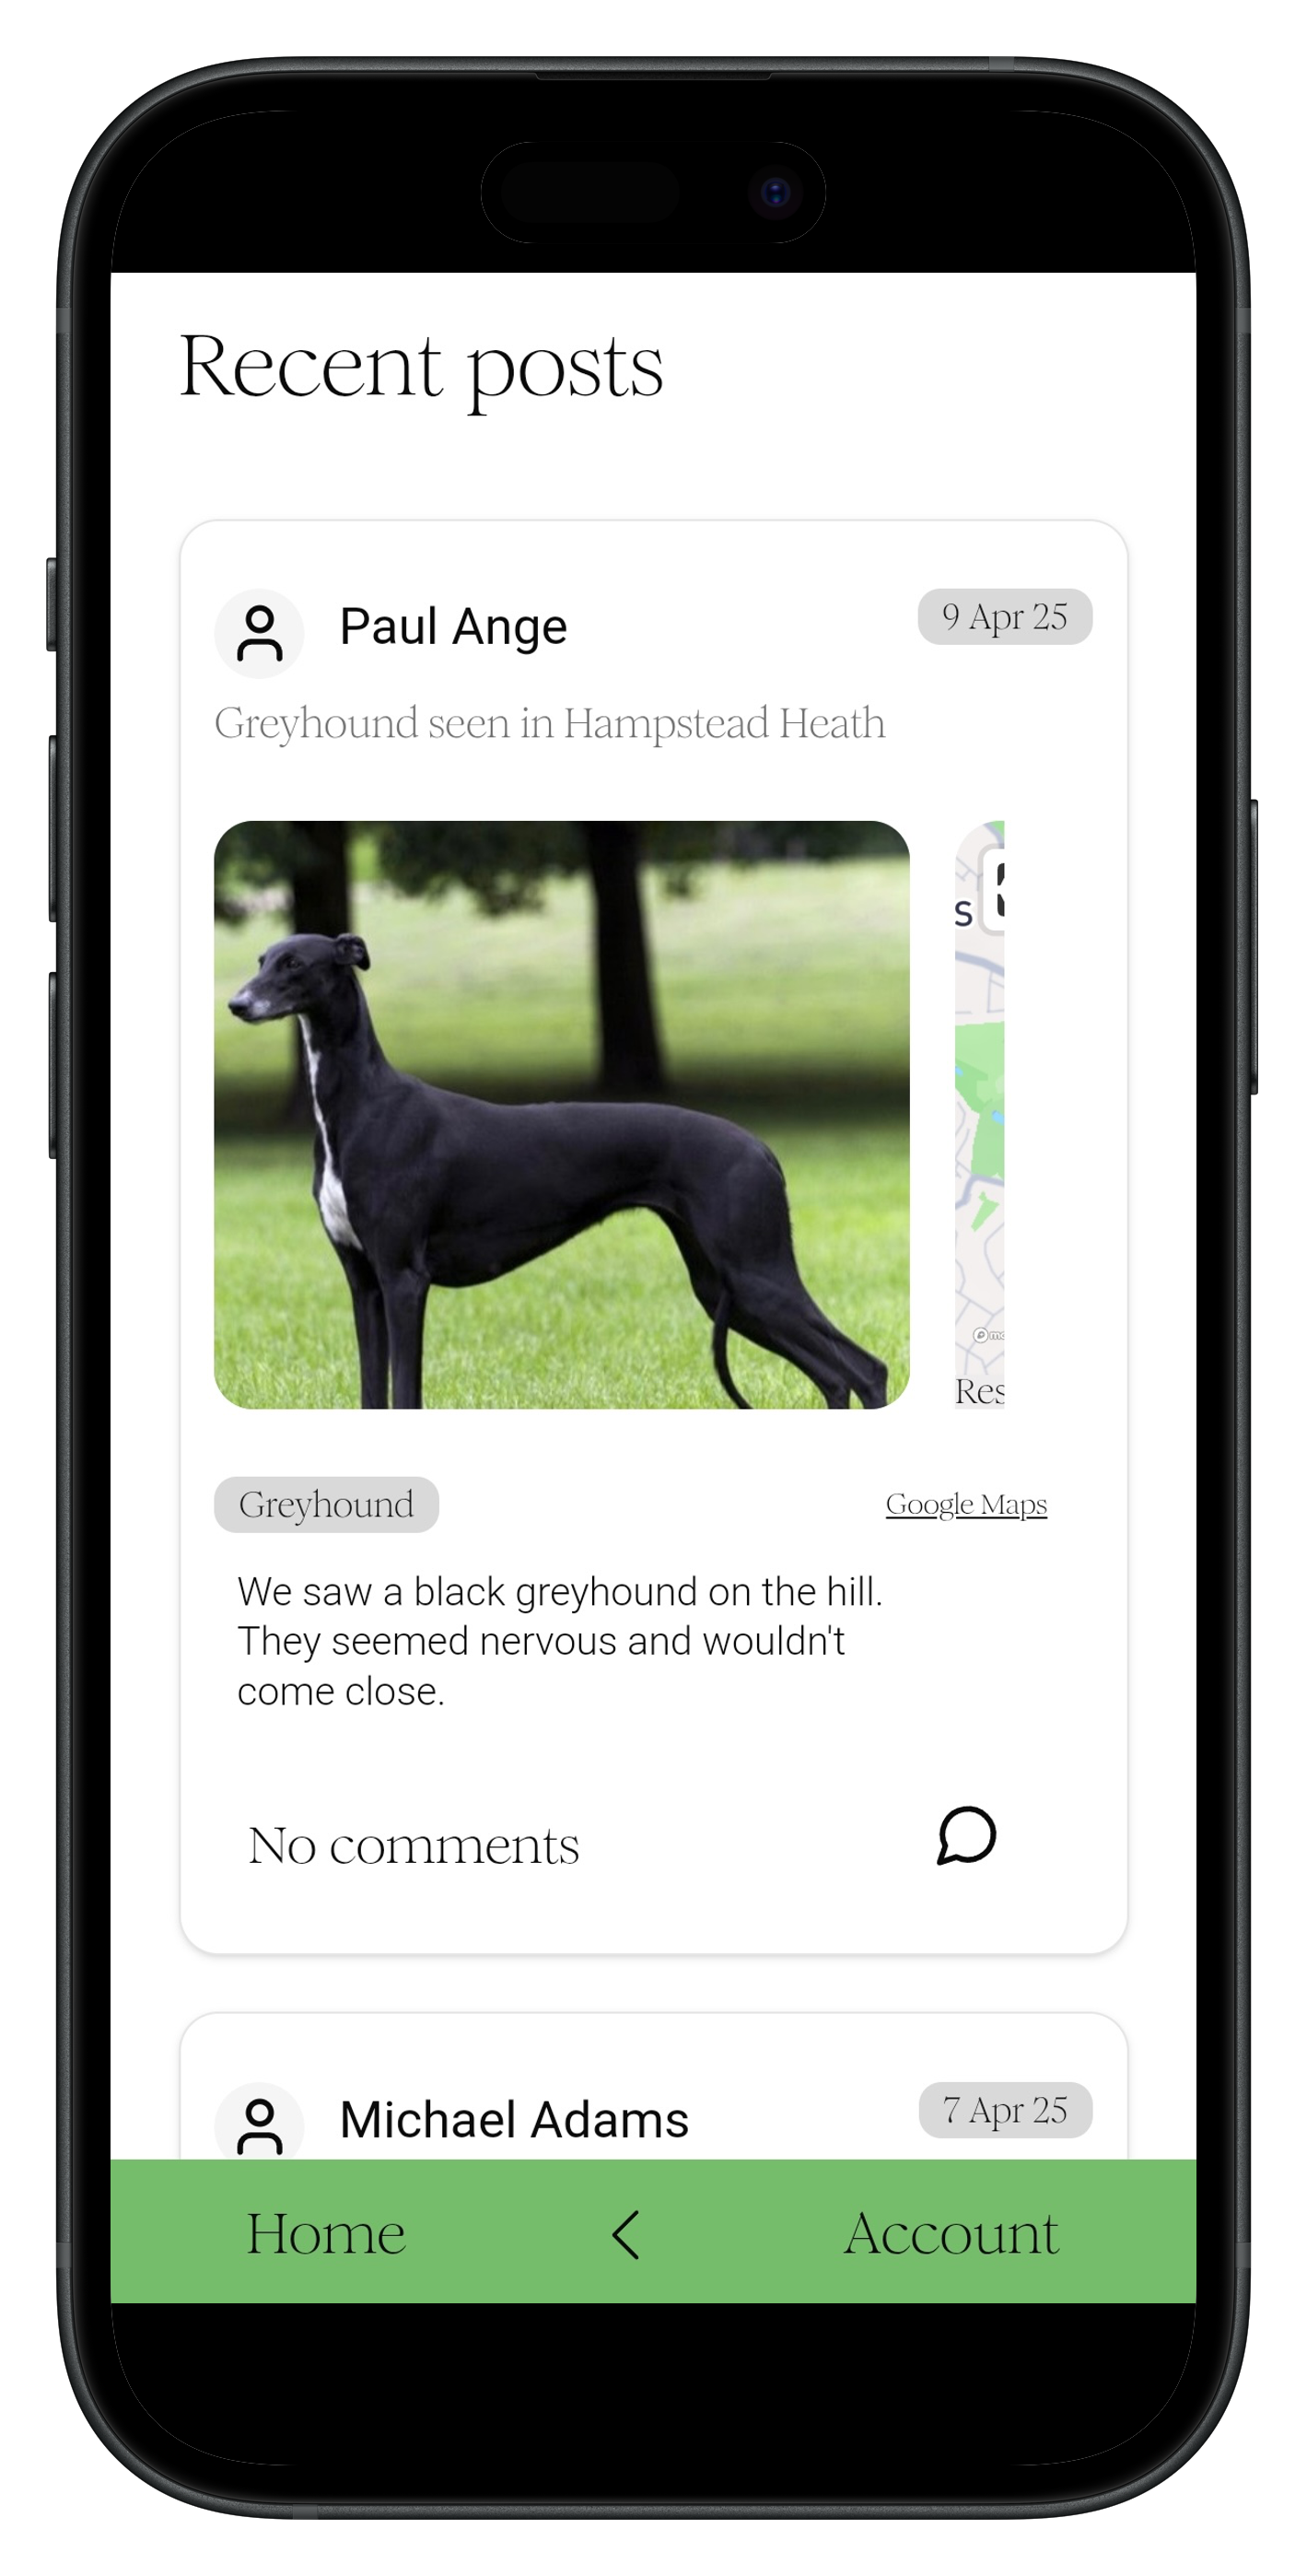 Recent posts
Paul Ange
9 Apr 25
Greyhound seen in Hampstead Heath
Greyhound
Google Maps
We saw a black greyhound on the hill.
They seemed nervous and wouldn't
come close.
No comments
Michael Adams
7 Apr 25
Home
Account